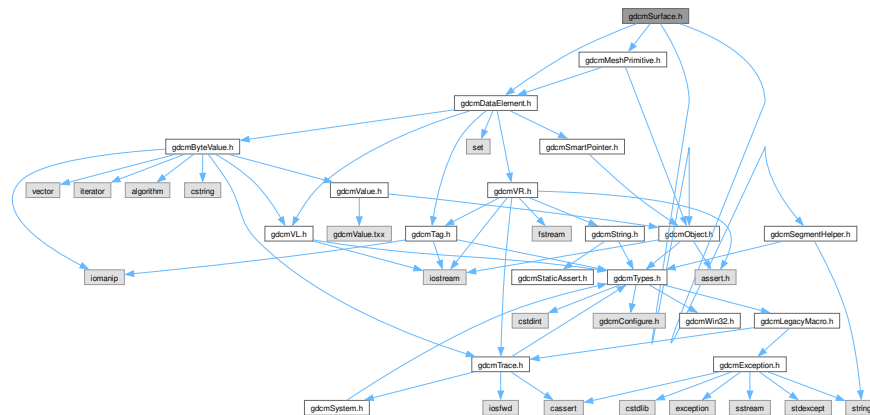 gdcmSurface.h
gdcmMeshPrimitive.h
gdcmDataElement.h
gdcmByteValue.h
set
gdcmSmartPointer.h
vector
iterator
algorithm
cstring
gdcmValue.h
gdcmVR.h
gdcmVL.h
gdcmValue.txx
gdcmTag.h
fstream
gdcmString.h
gdcmObject.h
gdcmSegmentHelper.h
iomanip
iostream
gdcmStaticAssert.h
gdcmTypes.h
assert.h
cstdint
gdcmConfigure.h
gdcmWin32.h
gdcmLegacyMacro.h
gdcmTrace.h
gdcmException.h
gdcmSystem.h
iosfwd
cassert
cstdlib
exception
sstream
stdexcept
string